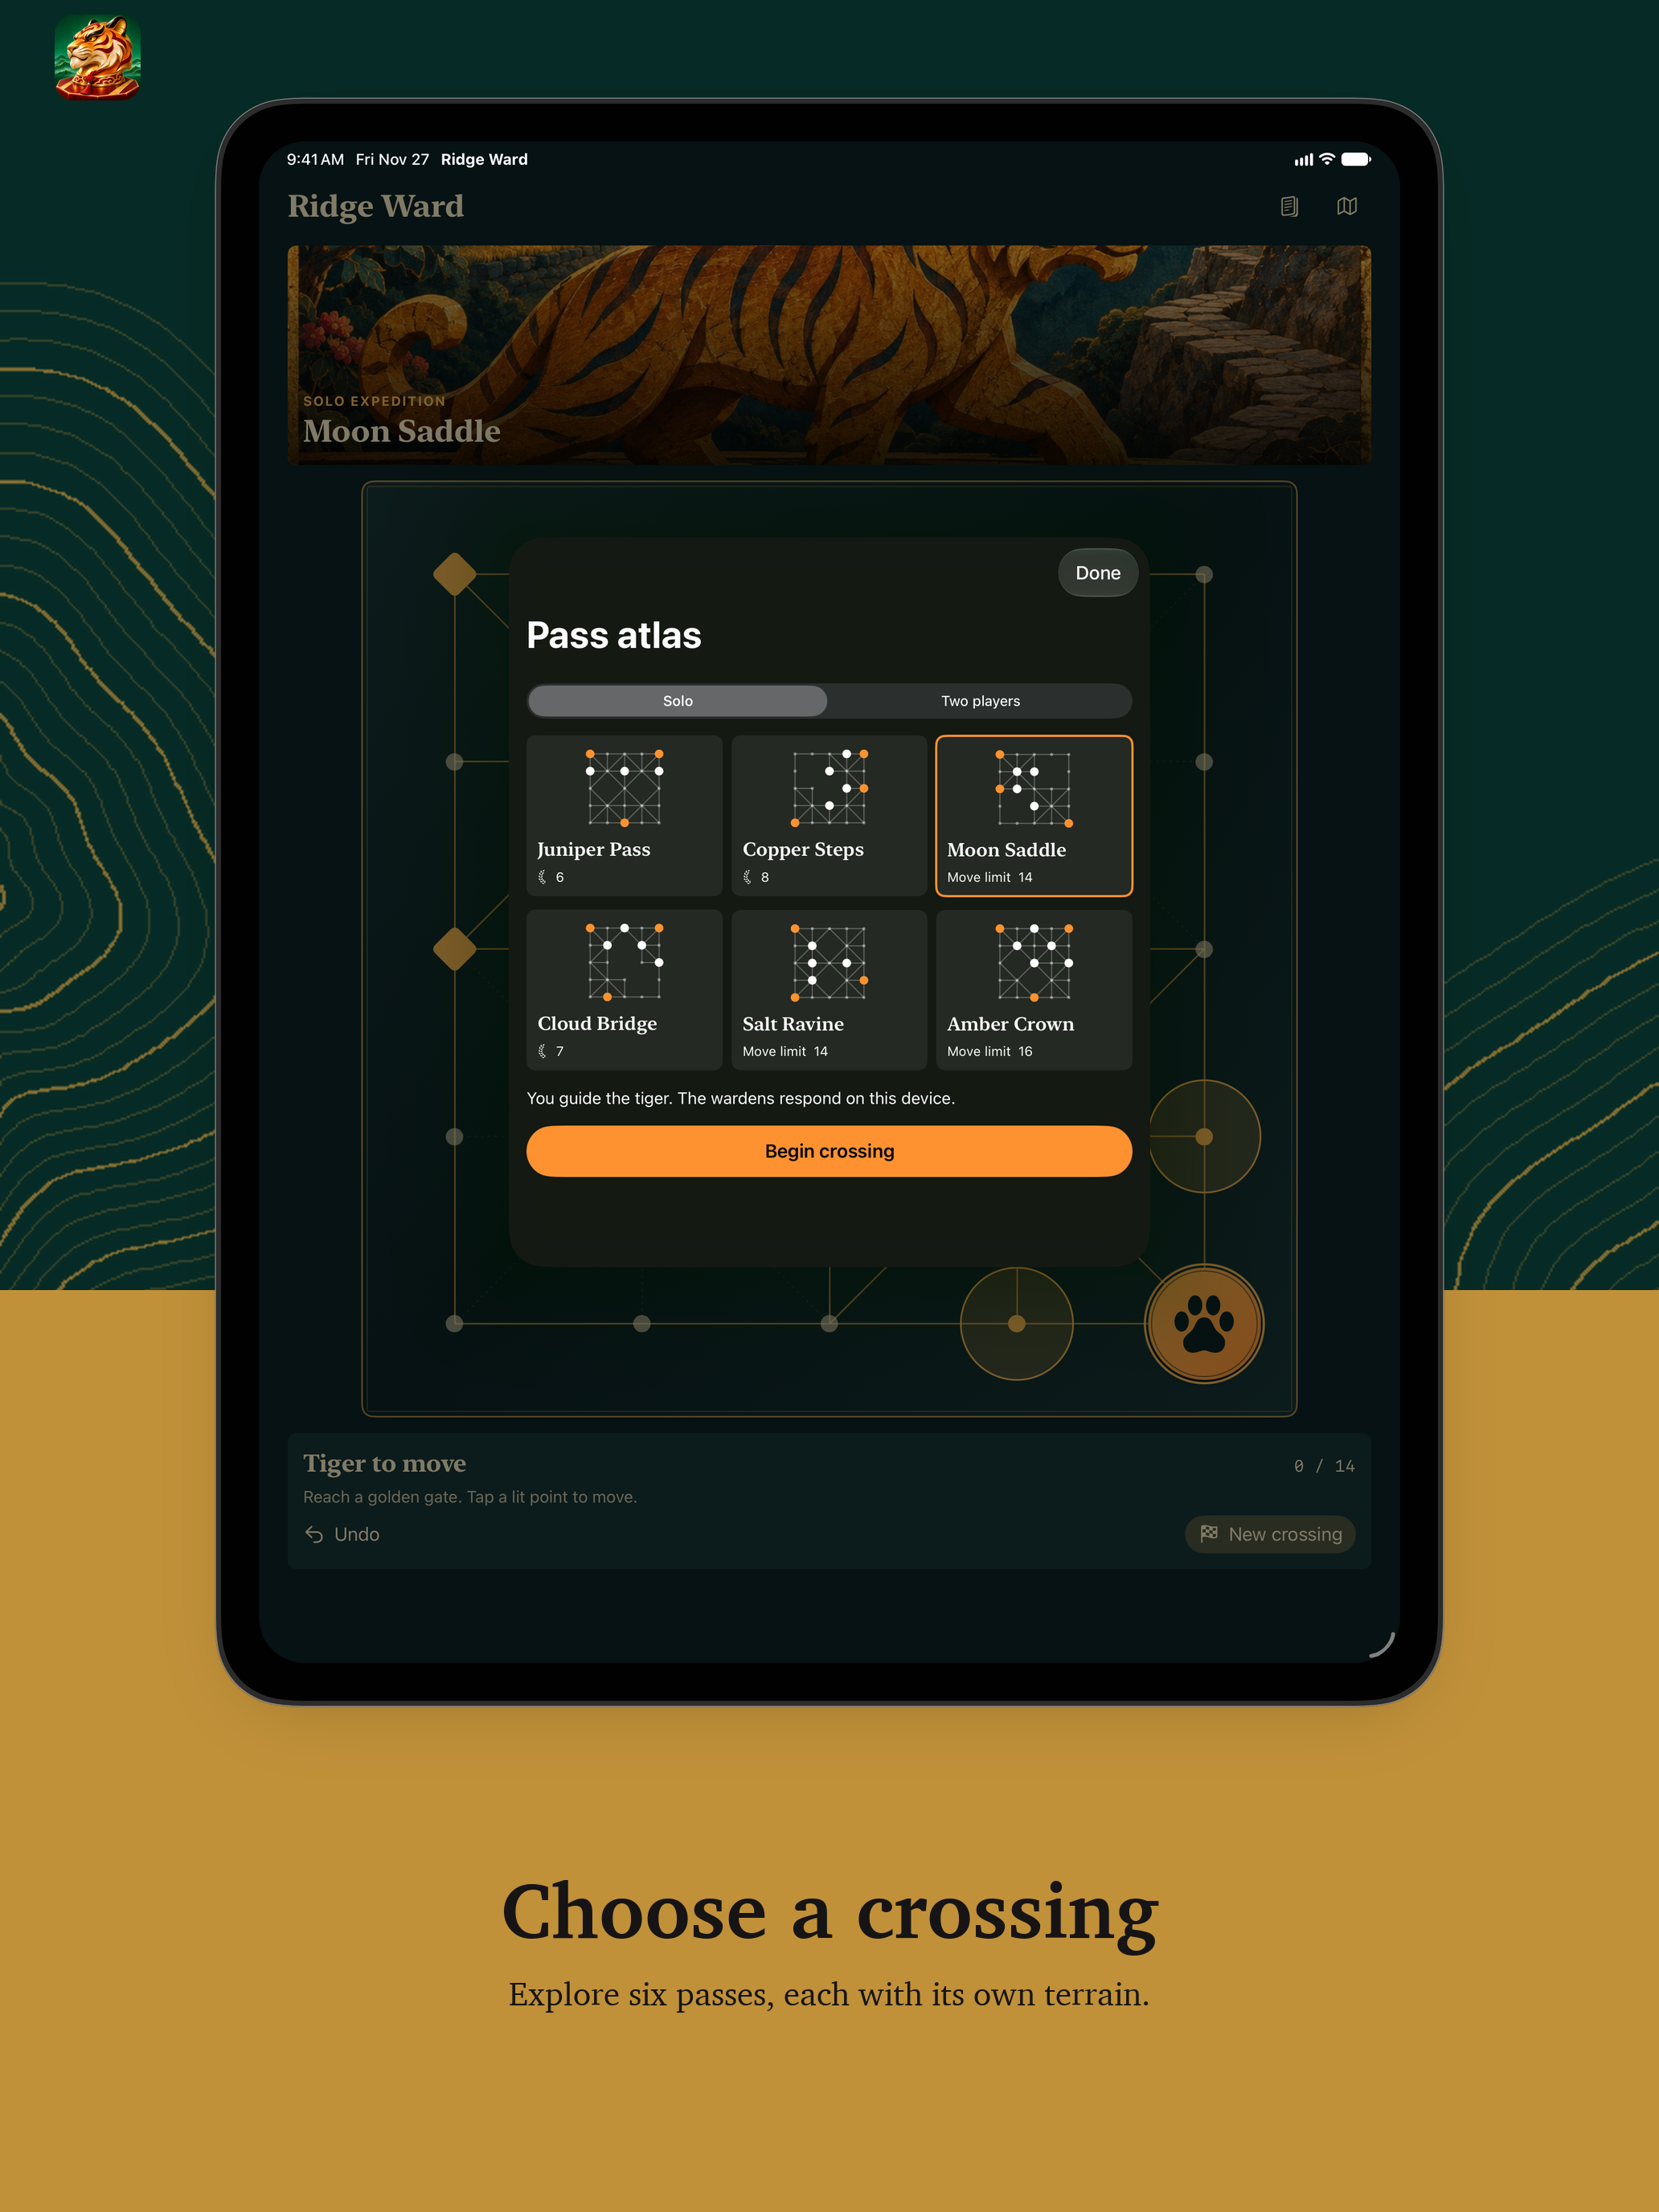 9:41 AM Fri Nov 27 Ridge Ward
Ridge Ward
SOLO EXPEDITION
Moon Saddle
Done
Pass atlas
Solo Two players
Juniper Pass
6
Copper Steps
8
Moon Saddle
Move limit 14
Cloud Bridge
7
Salt Ravine
Move limit 14
Amber Crown
Move limit 16
You guide the tiger. The wardens respond on this device.
Begin crossing
Tiger to move
0 / 14
Reach a golden gate. Tap a lit point to move.
Undo
New crossing
Choose a crossing
Explore six passes, each with its own terrain.